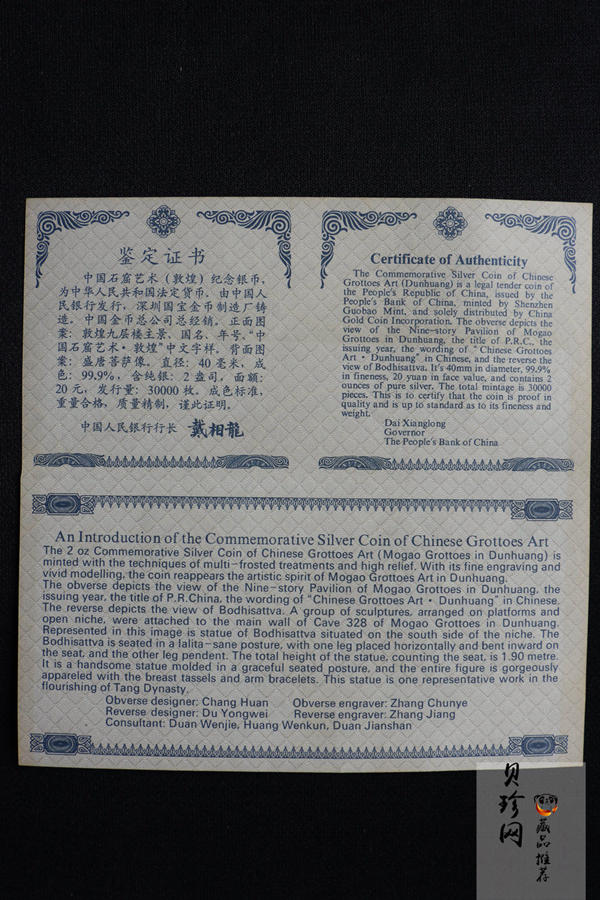 鉴定证书
中国石窟艺术（敦煌）纪念银币，
为中华人民共和国法定货币。由中国人
民银行发行，深圳国宝金币制造厂铸
造。中国金币总公司总经销。正面图
案：敦煌九层楼主景、国名、年号。“中
国石窟艺术·敦煌”中文字样。背面图
案：盛唐菩萨像。直径：40毫米，成
色：99.9%，含纯银：2盎司，面额：
20元，发行量：30000枚。成色标准，
重量合格，质量精制，谨此证明。
中国人民银行行长 戴相龍
Certificate of Authenticity
The Commemorative Silver Coin of Chinese
Grottoes Art (Dunhuang) is a legal tender coin of
the People's Republic of China, issued by the
People's Bank of China, minted by Shenzhen
Guobao Mint, and solely distributed by China
Gold Coin Incorporation. The obverse depicts the
view of the Nine-story Pavilion of Mogao
Grottoes in Dunhuang, the title of P.R.C., the
issuing year, the wording of "Chinese Grottoes
Art · Dunhuang" in Chinese, and the reverse the
view of Bodhisattva. It's 40mm in diameter, 99.9%
in fineness, 20 yuan in face value, and contains 2
ounces of pure silver. The total mintage is 30000
pieces. This is to certify that the coin is proof in
quality and is up to standard as to its fineness and
weight.
Dai Xianglong
Governor
The People's Bank of China
An Introduction of the Commemorative Silver Coin of Chinese Grottoes Art
The 2 oz Commemorative Silver Coin of Chinese Grottoes Art (Mogao Grottoes in Dunhuang) is
minted with the techniques of multi-frosted treatments and high relief. With its fine engraving and
vivid modelling, the coin reappears the artistic spirit of Mogao Grottoes Art in Dunhuang.
The obverse depicts the view of the Nine-story Pavilion of Mogao Grottoes in Dunhuang, the
issuing year, the title of P.R.China, the wording of "Chinese Grottoes Art · Dunhuang" in Chinese.
The reverse depicts the view of Bodhisattva. A group of sculptures, arranged on platforms and
open niche, were attached to the main wall of Cave 328 of Mogao Grottoes in Dunhuang.
Represented in this image is statue of Bodhisattva situated on the south side of the niche. The
Bodhisattva is seated in a lalita-sane posture, with one leg placed horizontally and bent inward on
the seat, and the other leg pendent. The total height of the statue, counting the seat, is 1.90 metre.
It is a handsome statue molded in a graceful seated posture, and the entire figure is gorgeously
appareled with the breast tassels and arm bracelets. This statue is one representative work in the
flourishing of Tang Dynasty.
Obverse designer: Chang Huan Obverse engraver: Zhang Chunye
Reverse designer: Du Yongwei Reverse engraver: Zhang Jiang
Consultant: Duan Wenjie, Huang Wenkun, Duan Jianshan
贝珍网
藏品推荐